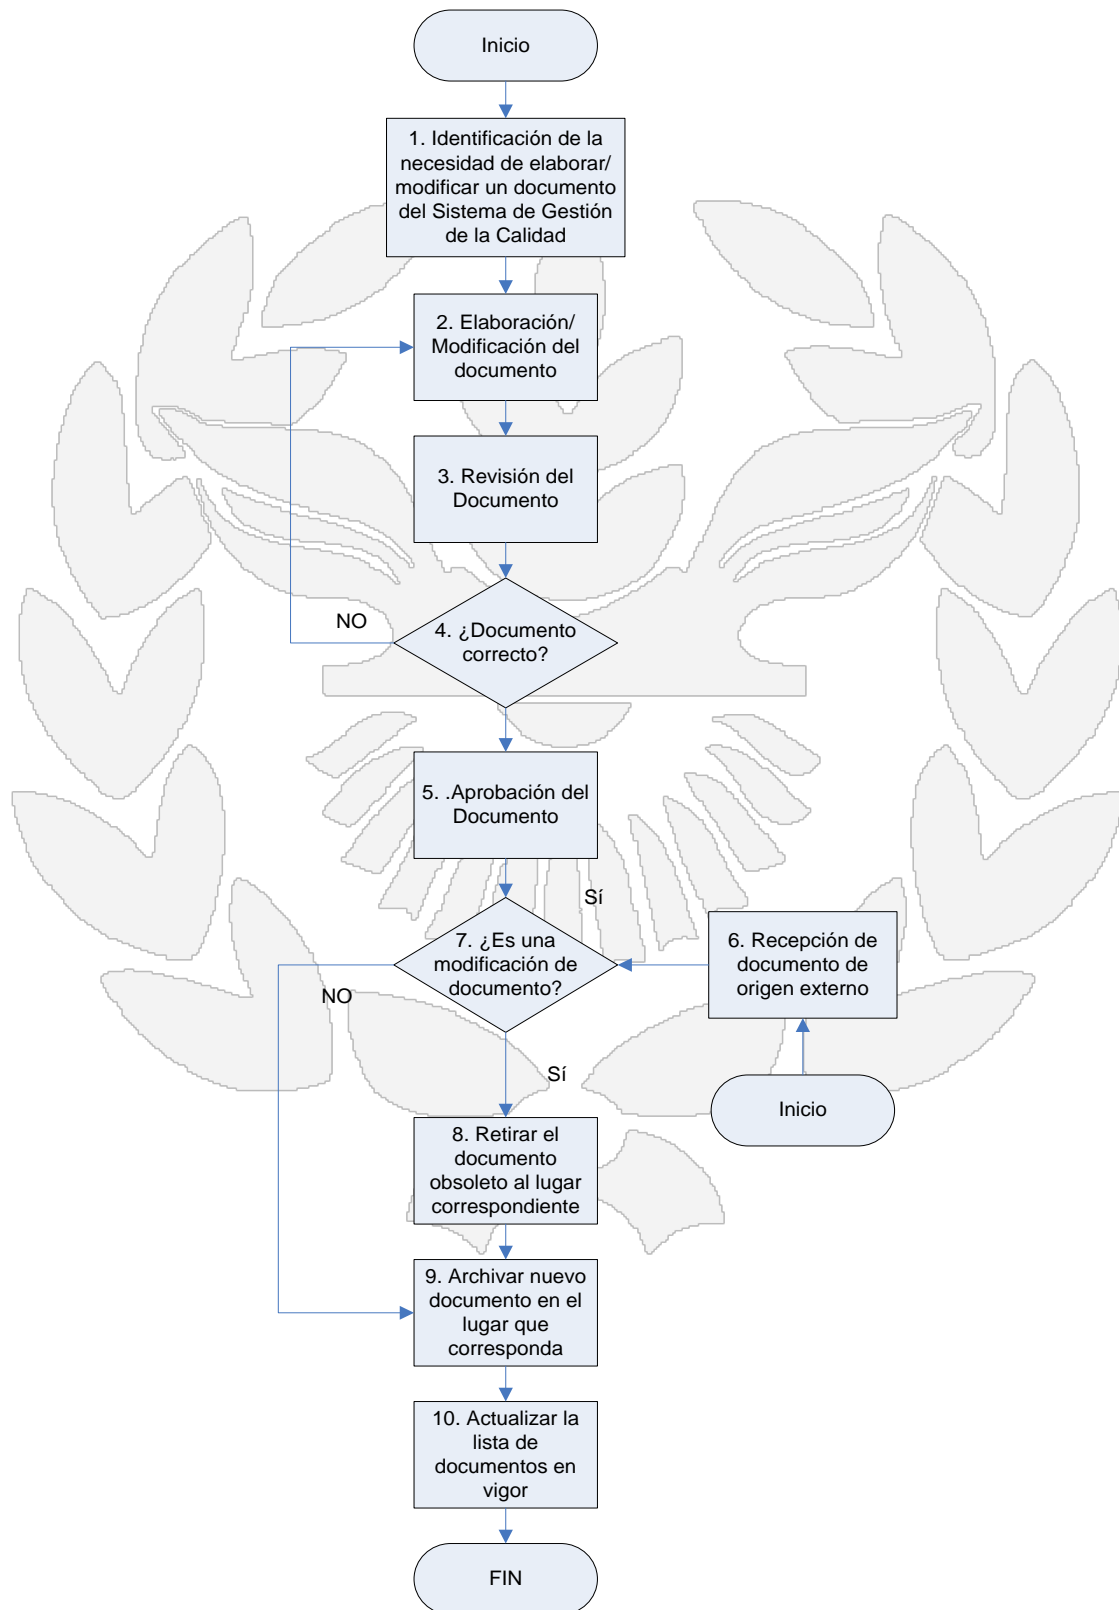 Inicio
1. Identificación de la
necesidad de elaborar/
modificar un documento
del Sistema de Gestión
de la Calidad
2. Elaboración/
Modificación del
documento
3. Revisión del
Documento
NO
4. ¿Documento
correcto?
5. .Aprobación del
Documento
Sí
7. ¿Es una
modificación de
documento?
6. Recepción de
documento de
origen externo
NO
Sí
Inicio
8. Retirar el
documento
obsoleto al lugar
correspondiente
9. Archivar nuevo
documento en el
lugar que
corresponda
10. Actualizar la
lista de
documentos en
vigor
FIN